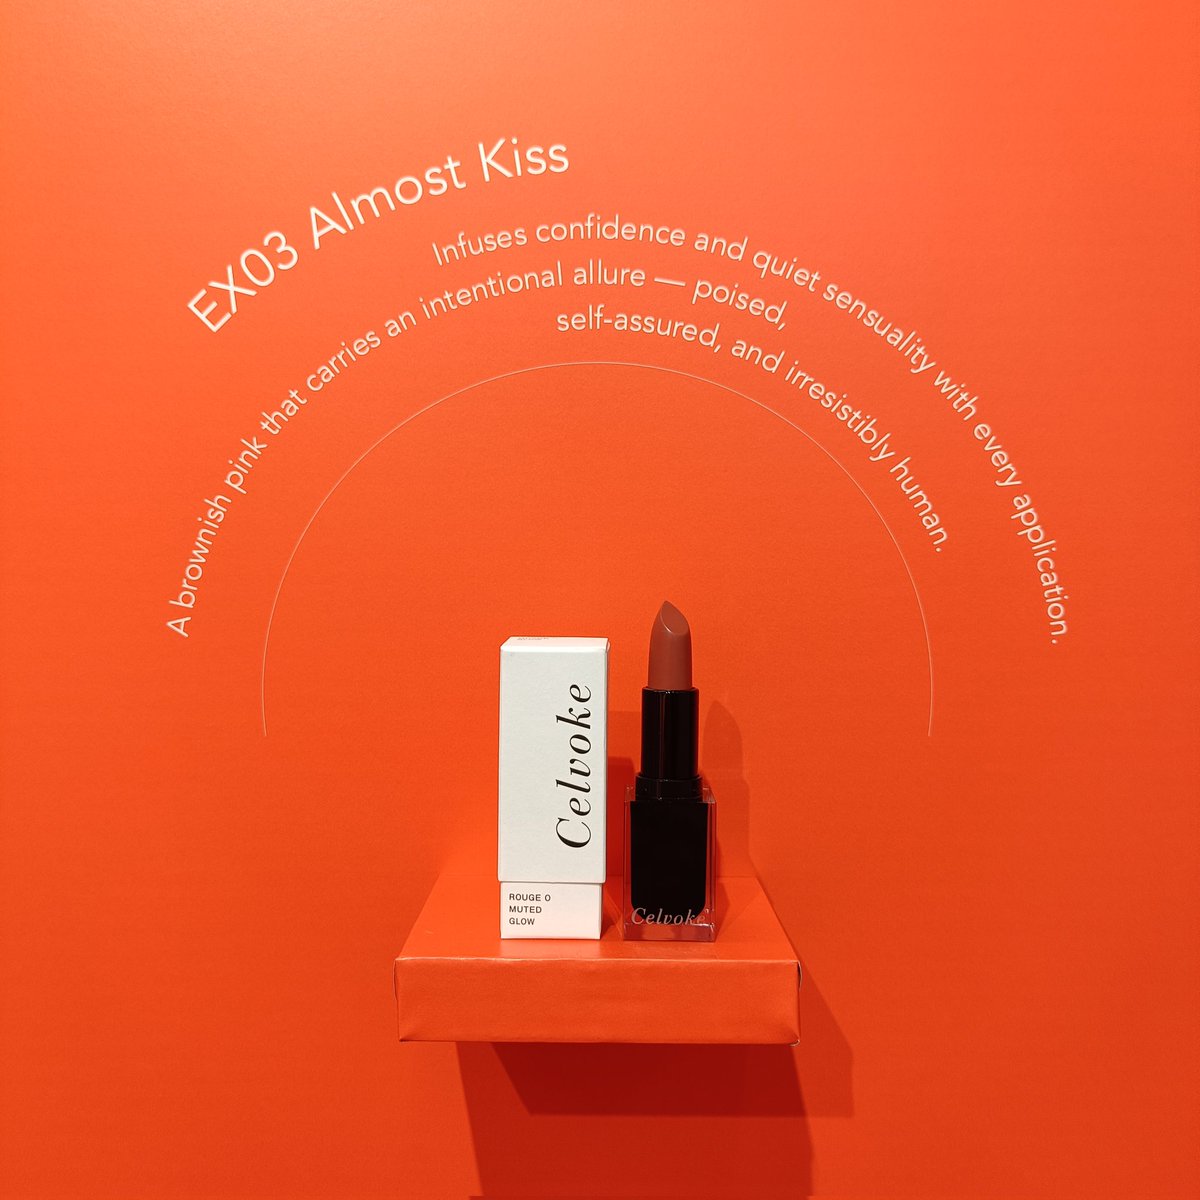 EX03 Almost Kiss
Infuses confidence and quiet sensuality with every application.
A brownish pink that carries an intentional allure — poised,
self-assured, and irresistibly human.
Celvoke
ROUGE O
MUTED
GLOW
Celvoke